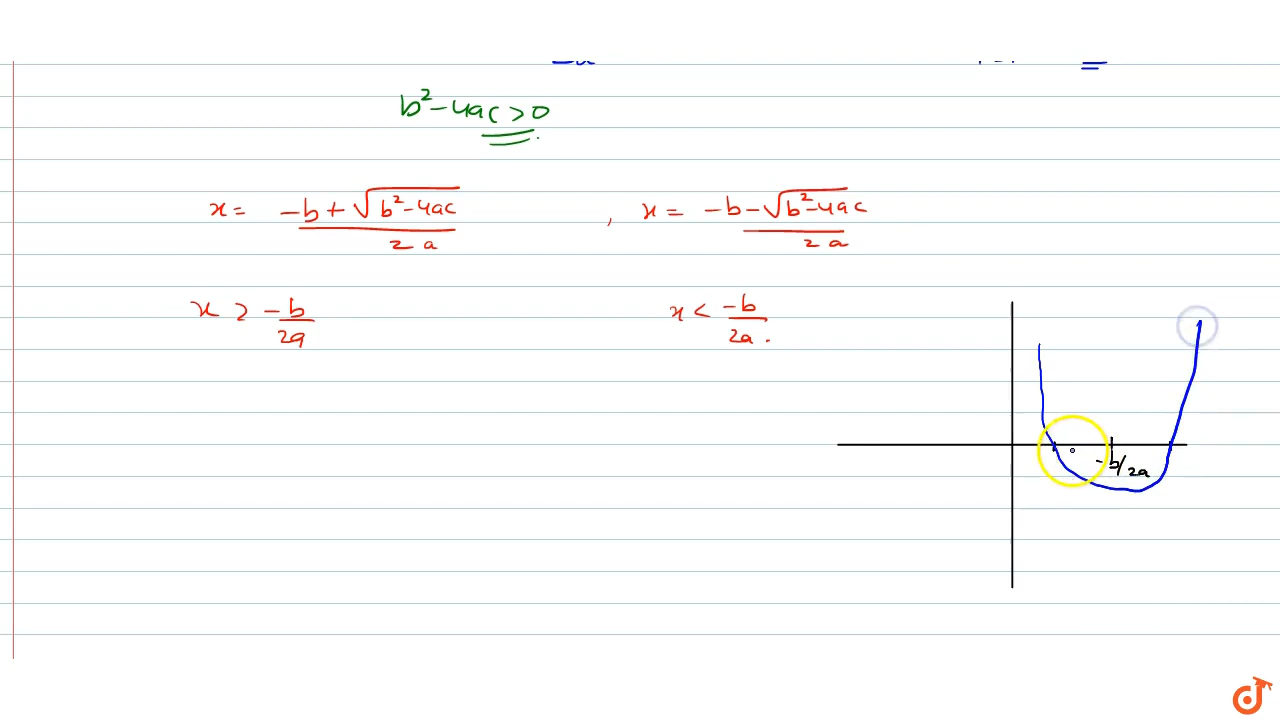 b²-4ac>0
x = (-b+√(b²-4ac))/2a , x = (-b-√(b²-4ac))/2a
x > -b/2a x < -b/2a .
-b/2a